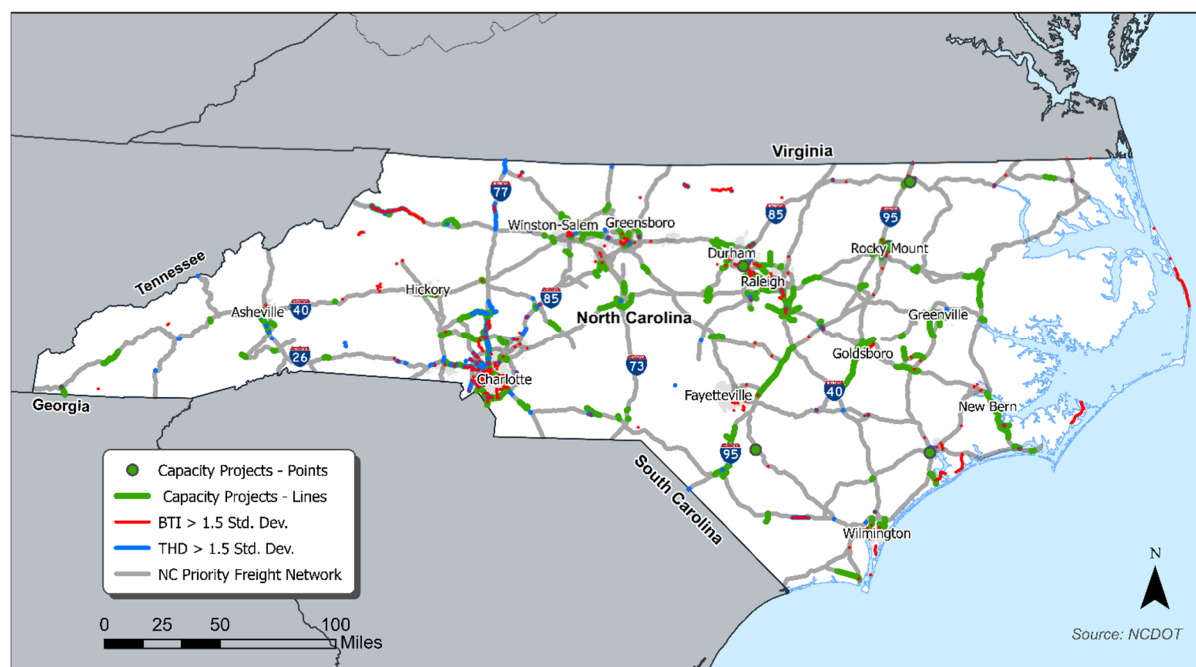 Virginia
77
Winston-Salem
Greensboro
85
95
Durham
Rocky Mount
Raleigh
Tennessee
Hickory
Asheville
40
85
North Carolina
Greenville
26
Charlotte
73
Goldsboro
Fayetteville
40
New Bern
Georgia
95
South Carolina
Wilmington
Capacity Projects - Points
Capacity Projects - Lines
BTI > 1.5 Std. Dev.
THD > 1.5 Std. Dev.
NC Priority Freight Network
0 25 50 100
Miles
N
Source: NCDOT